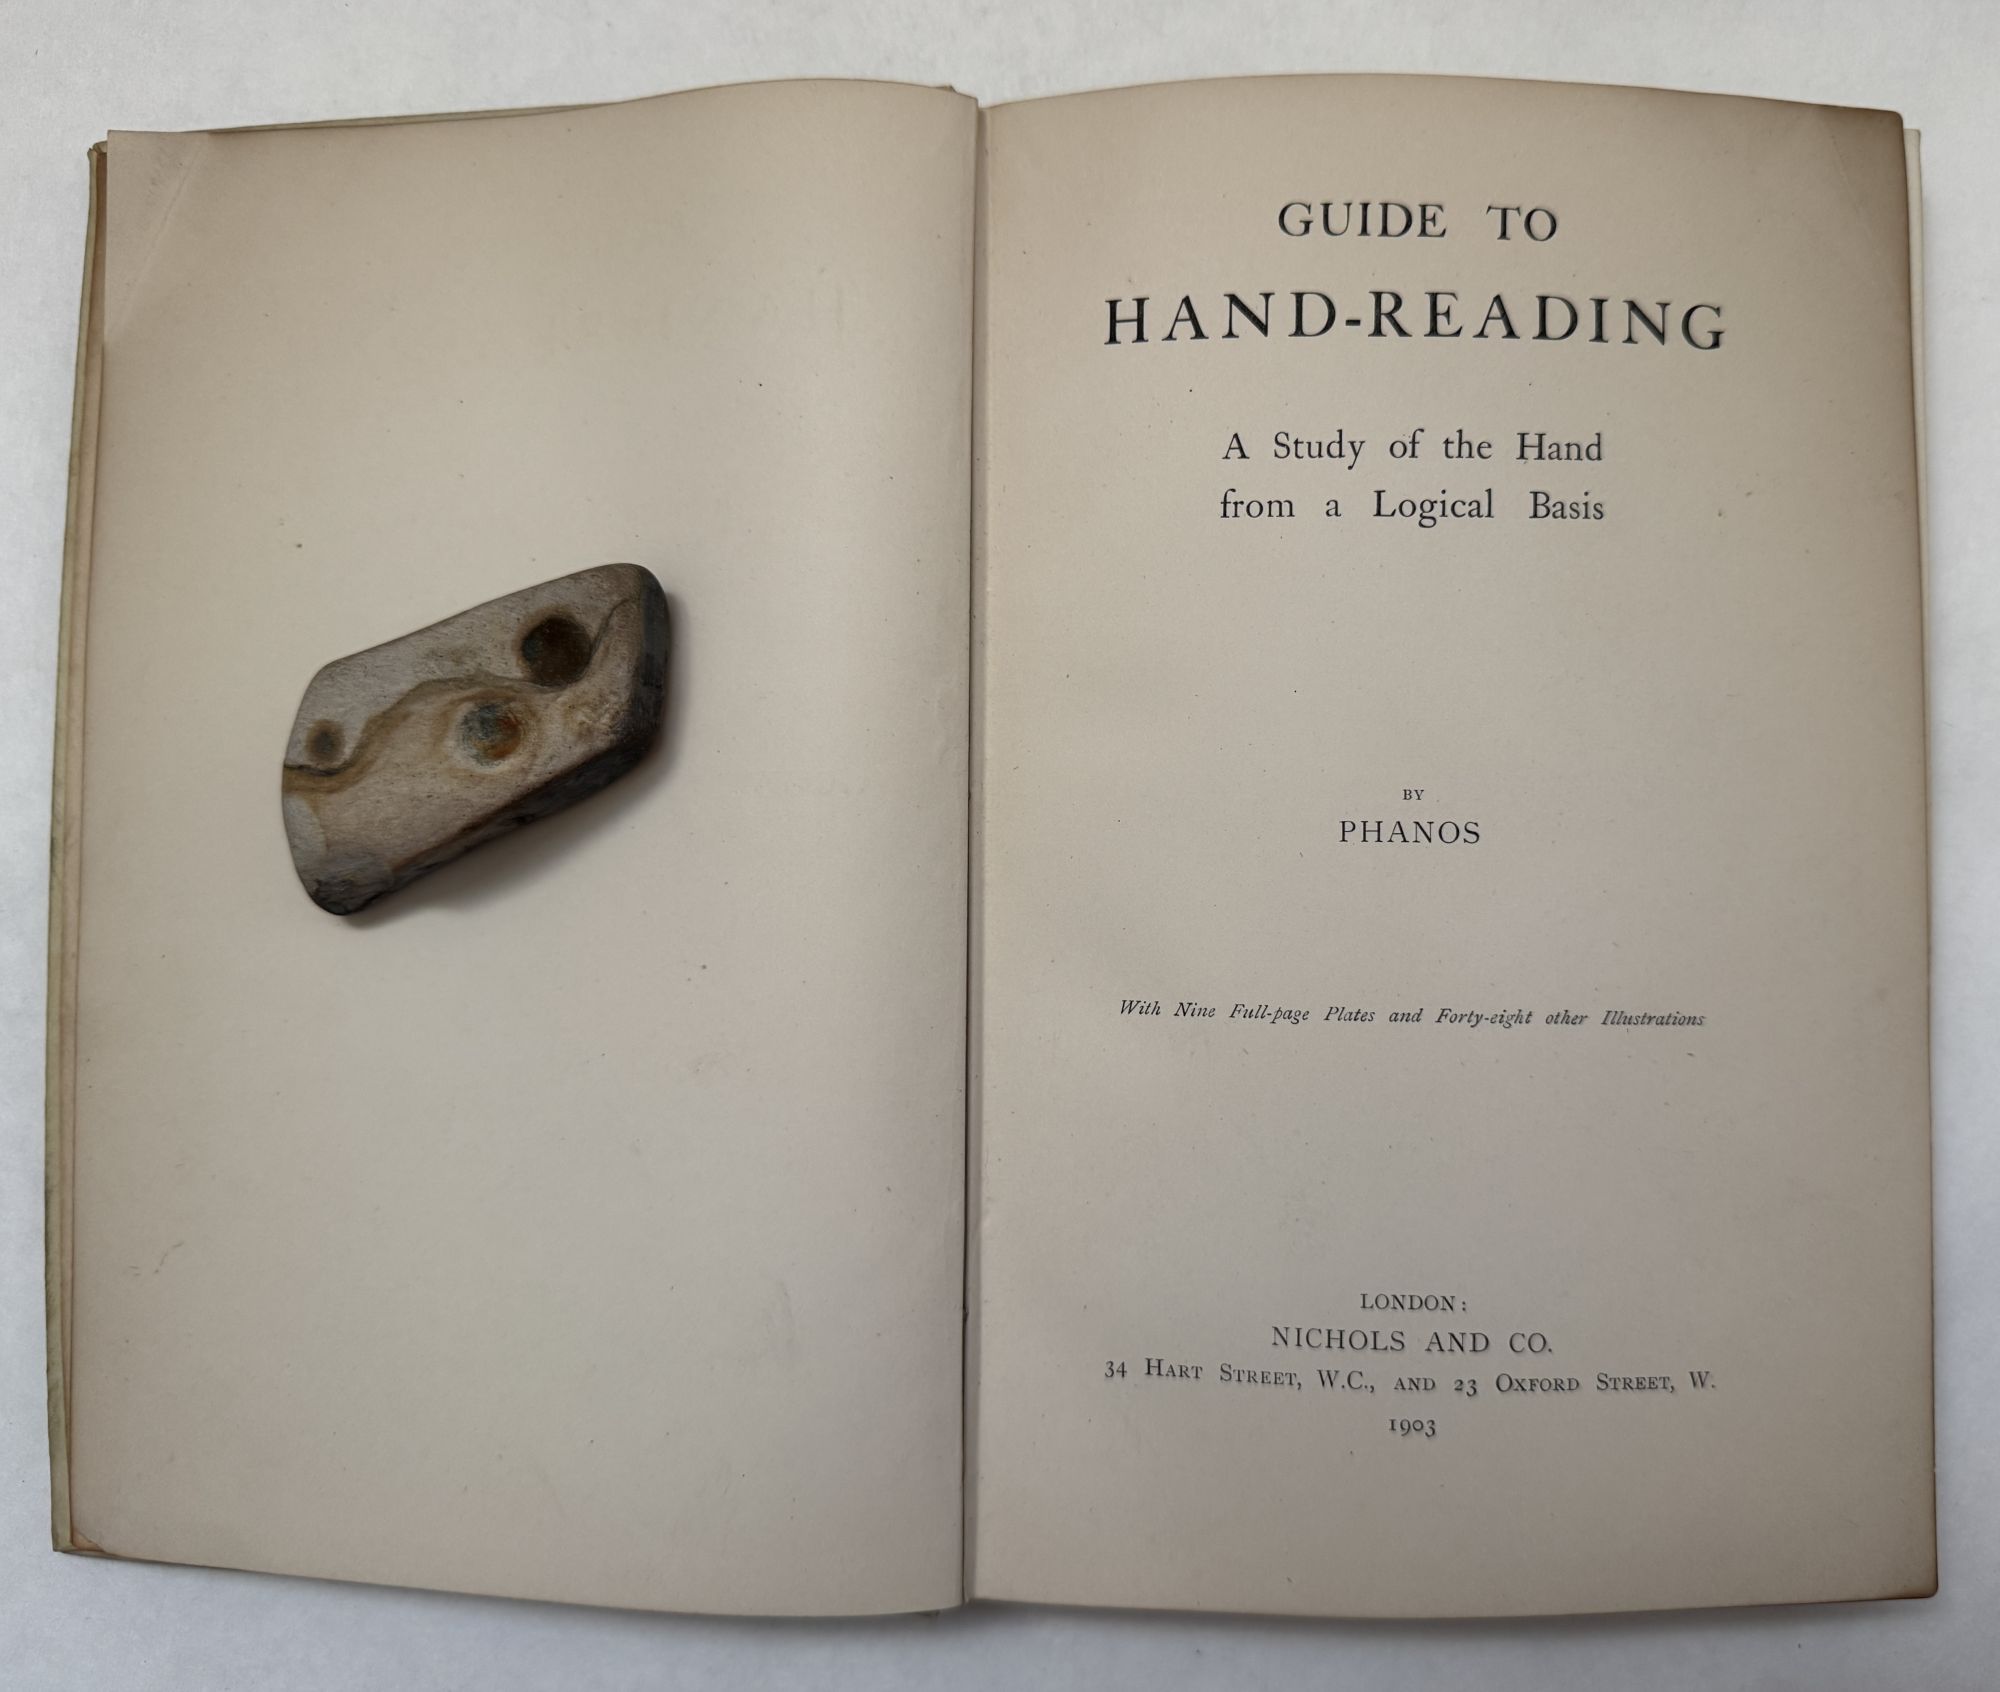 GUIDE TO
HAND-READING
A Study of the Hand
from a Logical Basis
BY
PHANOS
With Nine Full-page Plates and Forty-eight other Illustrations
LONDON:
NICHOLS AND CO.
34 HART STREET, W.C., AND 23 OXFORD STREET, W.
1903